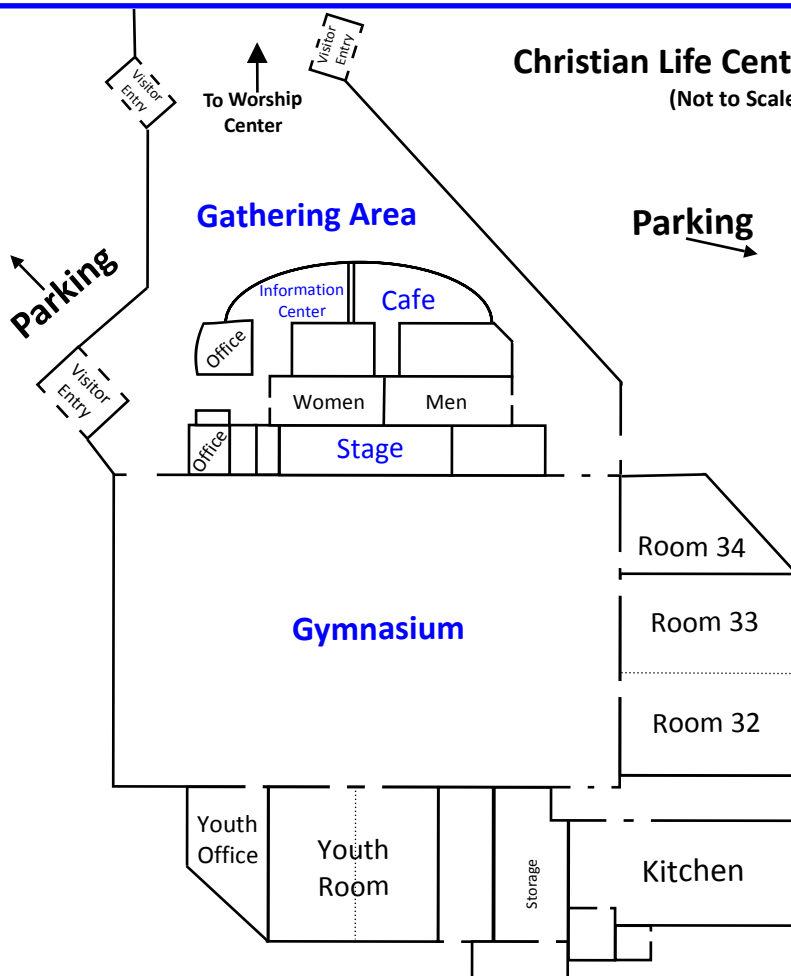 Visitor
Entry
Visitor
Entry
Christian Life Cent
(Not to Scale
To Worship
Center
Gathering Area
Parking
Parking
Information
Center
Cafe
Office
Visitor
Entry
Women
Men
Office
Stage
Room 34
Gymnasium
Room 33
Room 32
Youth
Office
Youth
Room
Storage
Kitchen